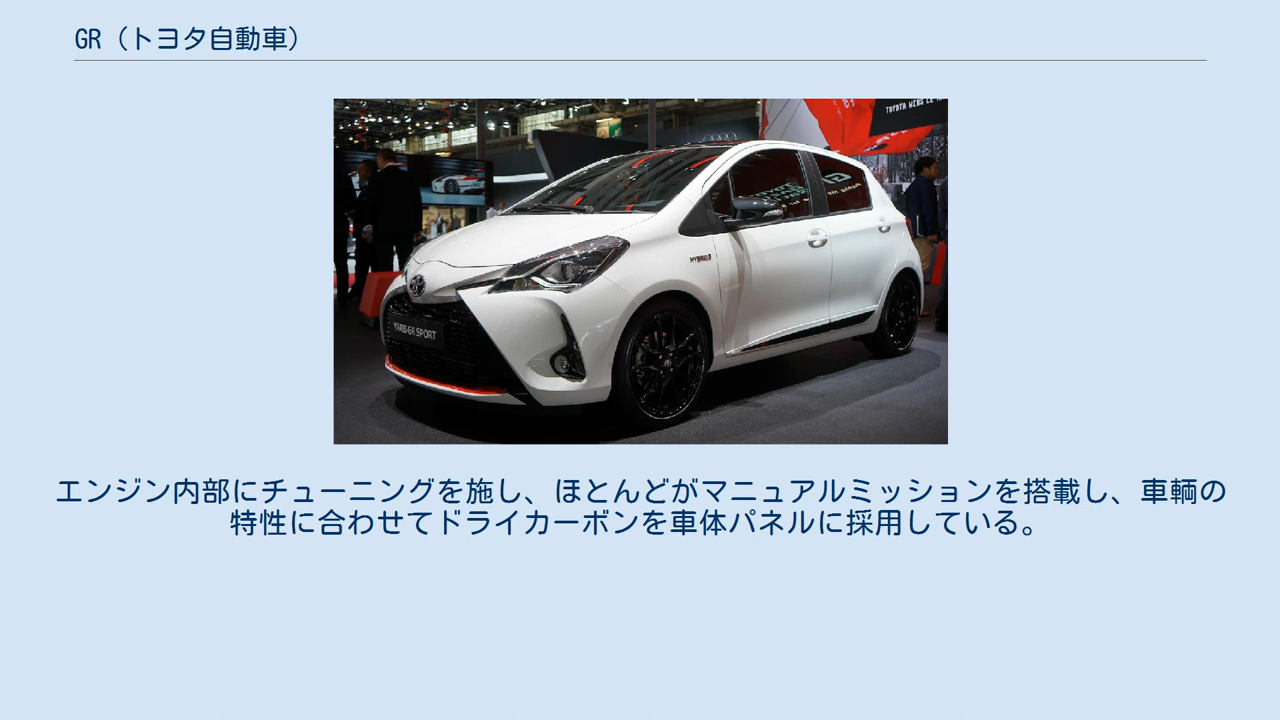 GR（トヨタ自動車）
TOYOTA
HYBRID
YARIS GR SPORT
エンジン内部にチューニングを施し、ほとんどがマニュアルミッションを搭載し、車輌の
特性に合わせてドライカーボンを車体パネルに採用している。